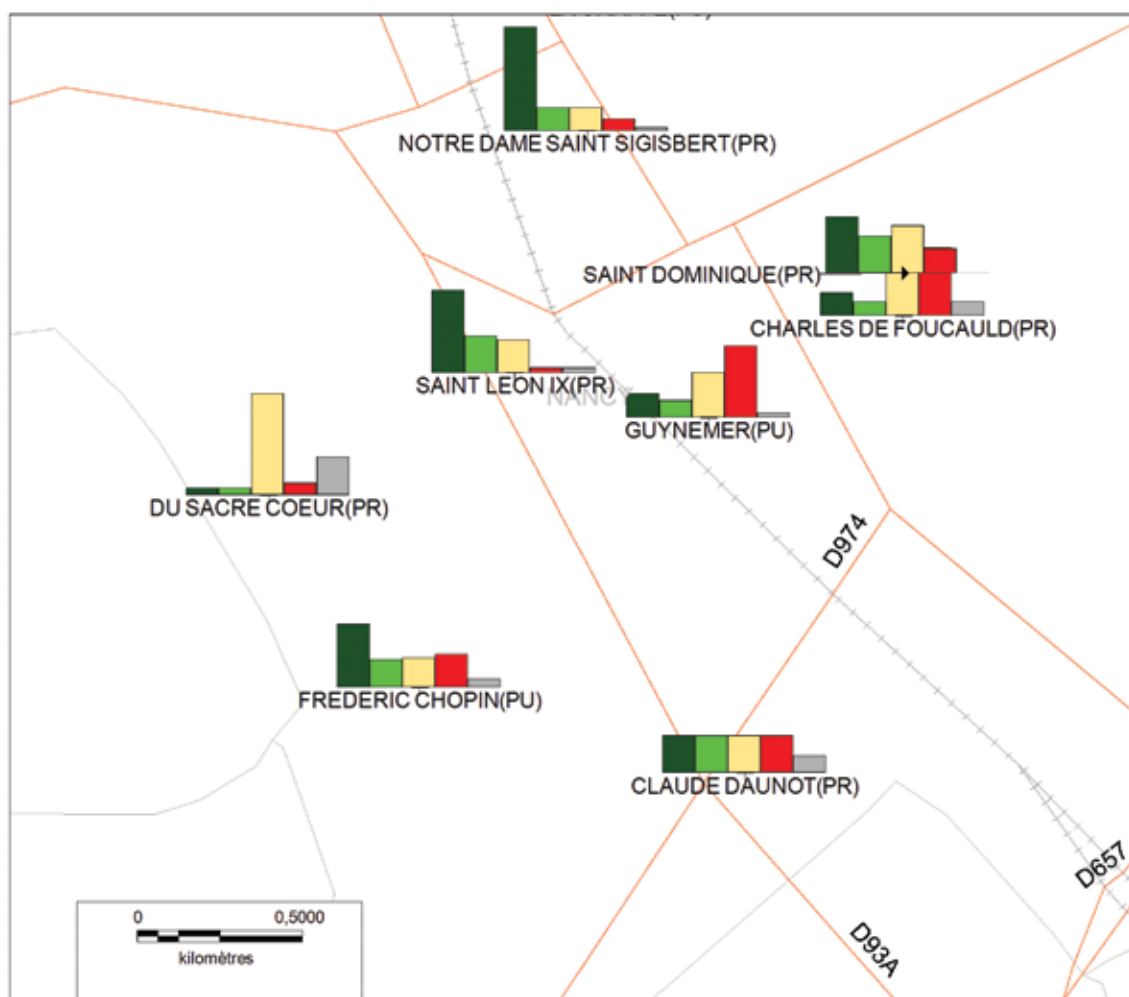 NOTRE DAME SAINT SIGISBERT(PR)
SAINT DOMINIQUE(PR)
CHARLES DE FOUCAULD(PR)
SAINT LEON IX(PR)
NANCY
GUYNEMER(PU)
DU SACRE COEUR(PR)
D974
FREDERIC CHOPIN(PU)
CLAUDE DAUNOT(PR)
D657
D93A
0 0,5000
kilomètres